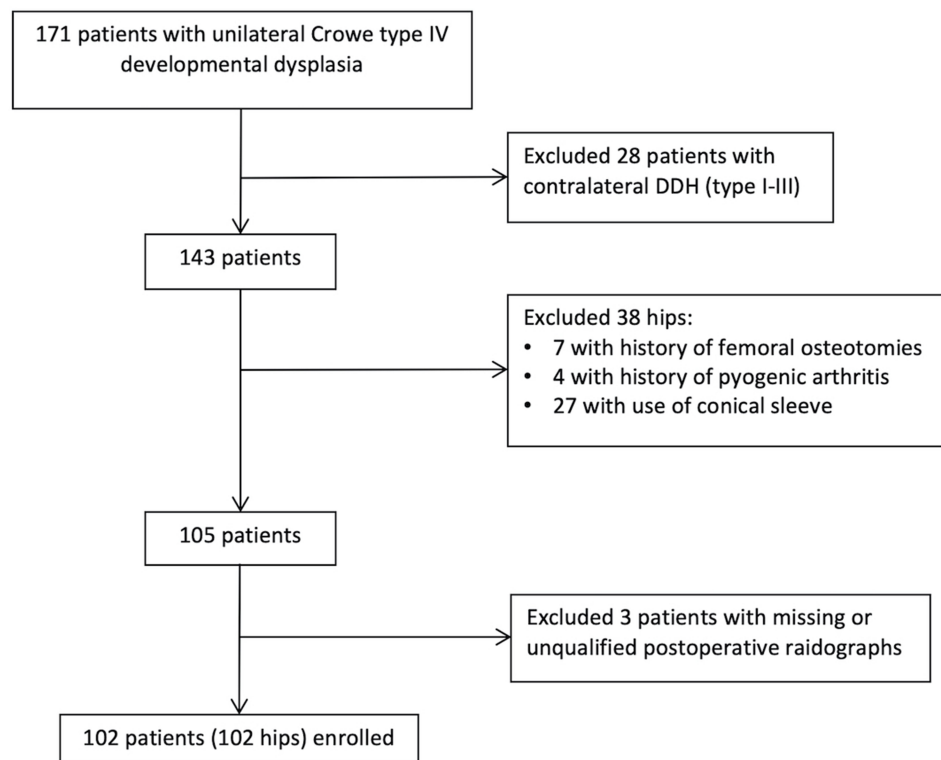 171 patients with unilateral Crowe type IV
developmental dysplasia
Excluded 28 patients with
contralateral DDH (type I-III)
143 patients
Excluded 38 hips:
• 7 with history of femoral osteotomies
• 4 with history of pyogenic arthritis
• 27 with use of conical sleeve
105 patients
Excluded 3 patients with missing or
unqualified postoperative raidographs
102 patients (102 hips) enrolled